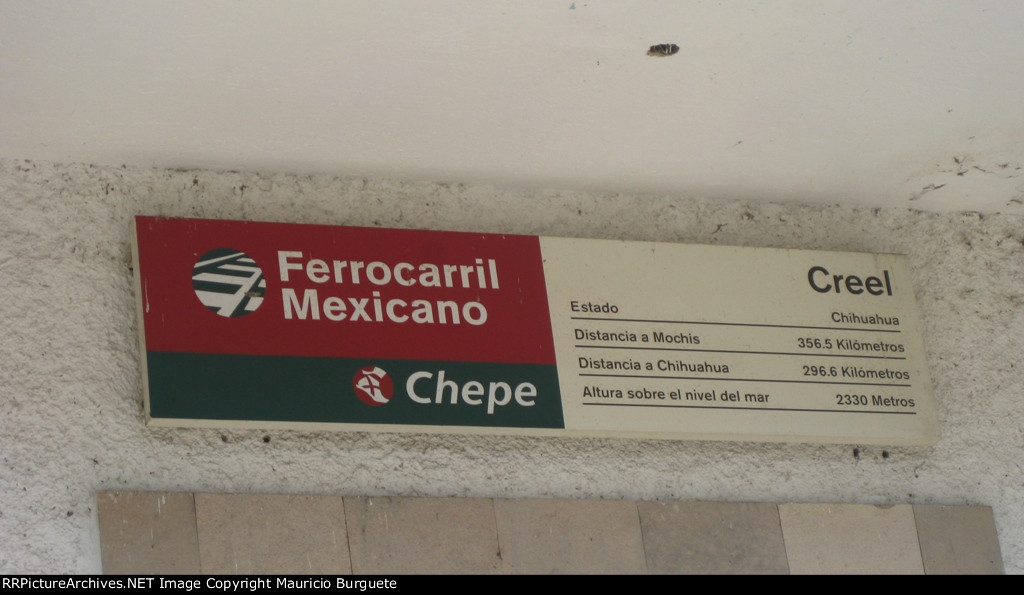 Ferrocarril
Mexicano
Chepe
Creel
Estado Chihuahua
Distancia a Mochis 356.5 Kilómetros
Distancia a Chihuahua 296.6 Kilómetros
Altura sobre el nivel del mar 2330 Metros
RRPictureArchives.NET Image Copyright Mauricio Burguete